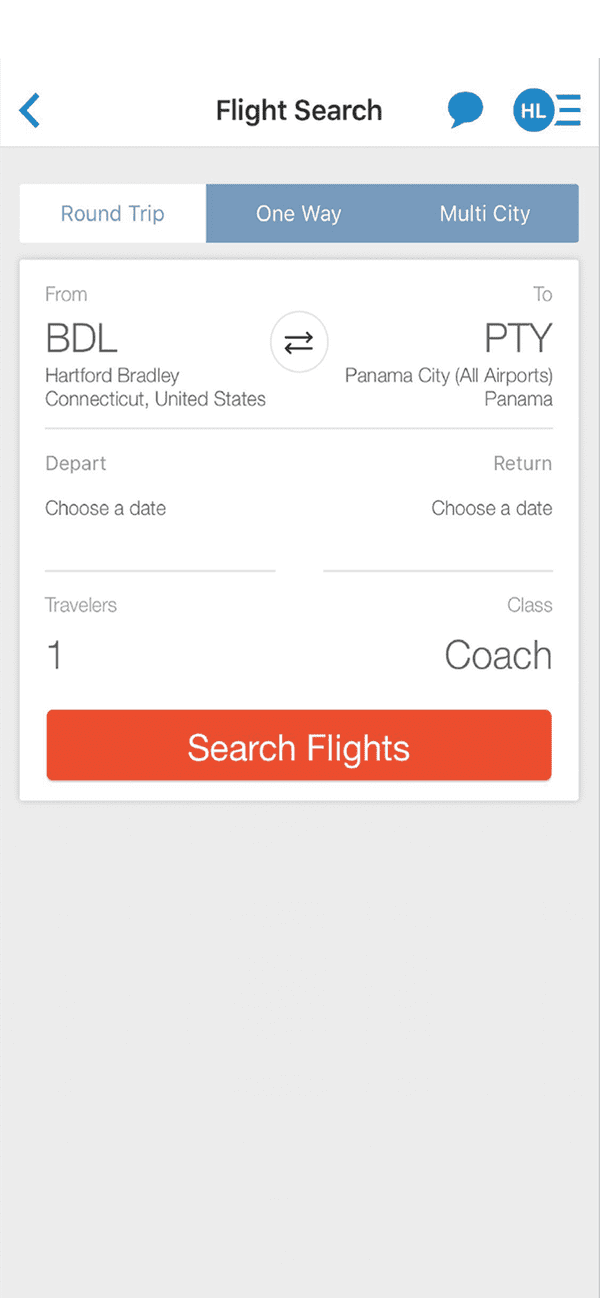 Flight Search
HL
Round Trip
One Way
Multi City
From
To
BDL
PTY
Hartford Bradley
Connecticut, United States
Panama City (All Airports)
Panama
Depart
Return
Choose a date
Choose a date
Travelers
Class
1
Coach
Search Flights